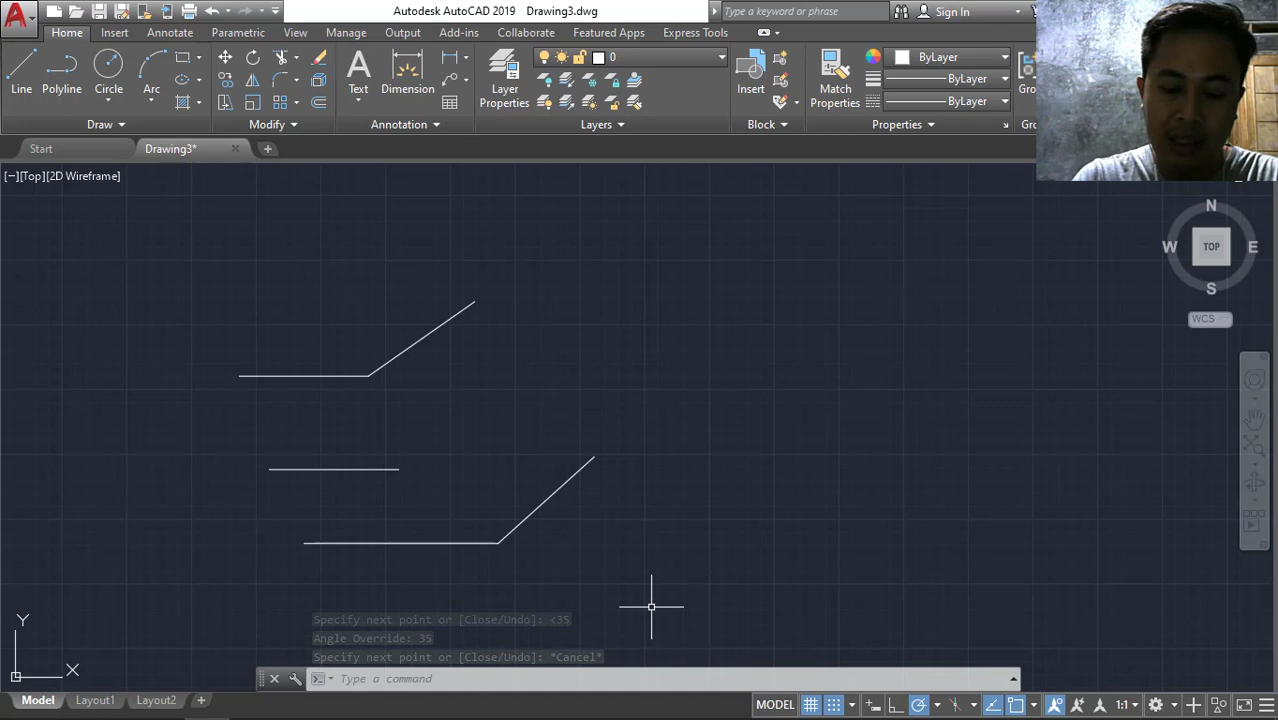 Autodesk AutoCAD 2019 Drawing3.dwg
Type a keyword or phrase
Sign In
Home Insert Annotate Parametric View Manage Output Add-ins Collaborate Featured Apps Express Tools
Line Polyline Circle Arc
Text Dimension
Layer
Properties
0
Insert
Match
Properties
ByLayer
ByLayer
ByLayer
Draw Modify Annotation Layers Block Properties
Start Drawing3*
[−][Top][2D Wireframe]
N
W TOP E
S
WCS
Y
X
Specify next point or [Close/Undo]: <35
Angle Override: 35
Specify next point or [Close/Undo]: *Cancel*
Type a command
Model Layout1 Layout2 +
MODEL 1:1